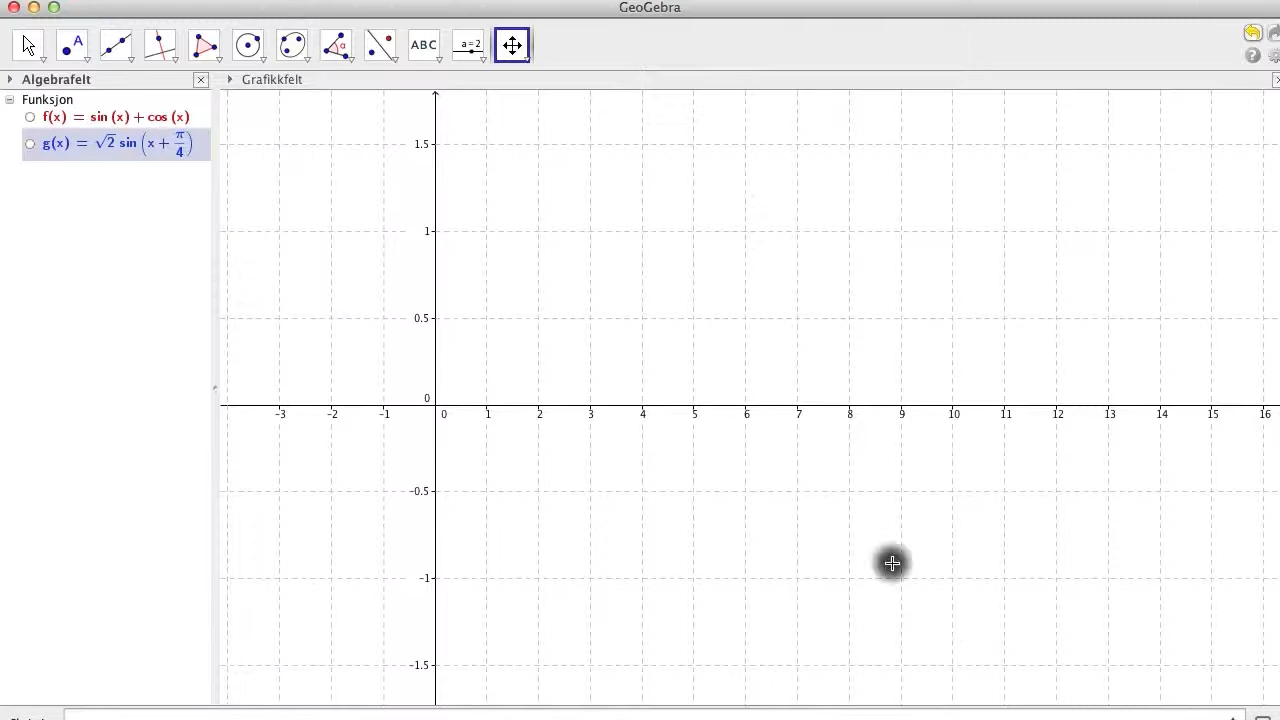 GeoGebra
A
α
ABC
a=2
Algebrafelt
Grafikkfelt
Funksjon
f(x) = sin (x) + cos (x)
g(x) = √2 sin (x + π/4)
1.5
1
0.5
0
-3 -2 -1 0 1 2 3 4 5 6 7 8 9 10 11 12 13 14 15 16
-0.5
-1
-1.5